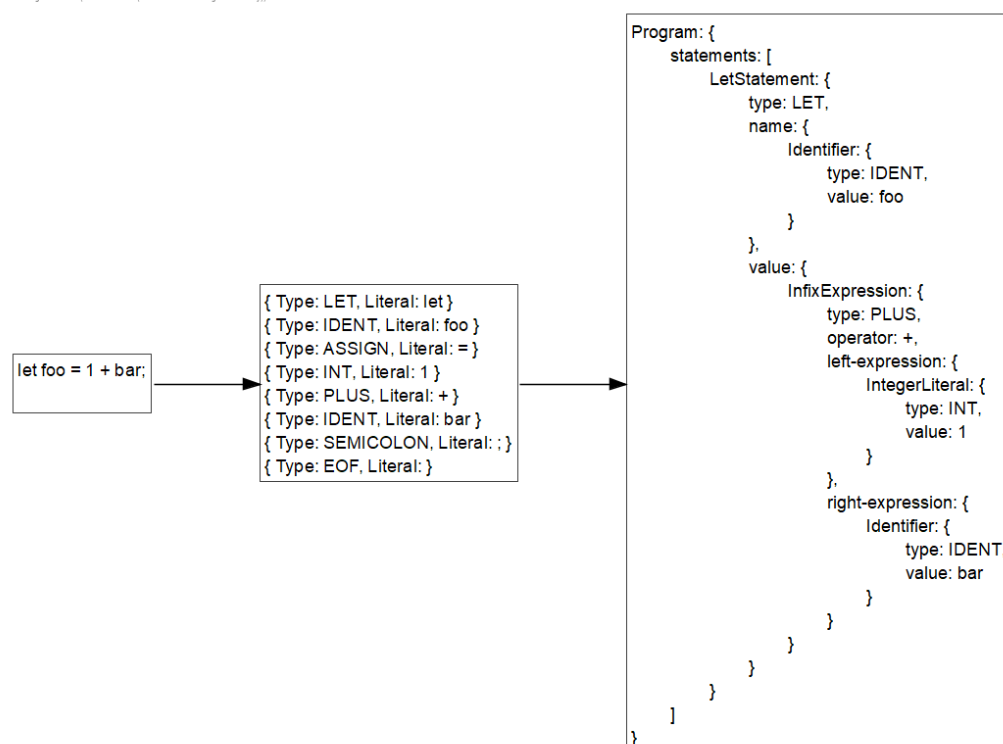 let foo = 1 + bar;
{ Type: LET, Literal: let }
{ Type: IDENT, Literal: foo }
{ Type: ASSIGN, Literal: = }
{ Type: INT, Literal: 1 }
{ Type: PLUS, Literal: + }
{ Type: IDENT, Literal: bar }
{ Type: SEMICOLON, Literal: ; }
{ Type: EOF, Literal: }
Program: {
statements: [
LetStatement: {
type: LET,
name: {
Identifier: {
type: IDENT,
value: foo
}
},
value: {
InfixExpression: {
type: PLUS,
operator: +,
left-expression: {
IntegerLiteral: {
type: INT,
value: 1
}
},
right-expression: {
Identifier: {
type: IDENT
value: bar
}
}
}
}
}
]
}